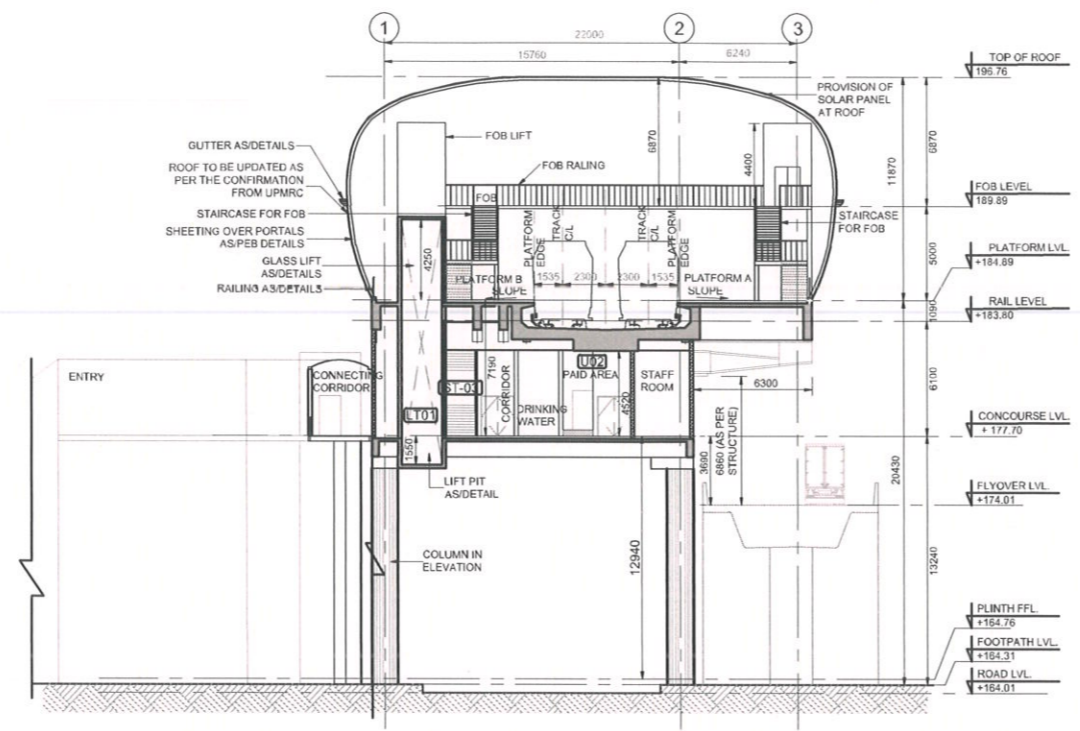 1
2
3
22000
15760
6240
TOP OF ROOF
196.76
PROVISION OF
SOLAR PANEL
AT ROOF
FOB LIFT
GUTTER AS/DETAILS
ROOF TO BE UPDATED AS
PER THE CONFIRMATION
FROM UPMRC
FOB RALING
6870
4400
11870
6870
FOB LEVEL
189.89
FOB
STAIRCASE FOR FOB
STAIRCASE
FOR FOB
SHEETING OVER PORTALS
AS/PEB DETAILS
PLATFORM
EDGE
TRACK
C/L
TRACK
C/L
PLATFORM
EDGE
GLASS LIFT
AS/DETAILS
4250
5000
PLATFORM LVL.
+184.89
RAILING AS/DETAILS
PLATFORM B
SLOPE
1535
2300
2300
1535
PLATFORM A
SLOPE
1090
RAIL LEVEL
+183.80
ENTRY
CONNECTING
CORRIDOR
ST-03
7190
CORRIDOR
DRINKING
WATER
U02
PAID AREA
4520
STAFF
ROOM
6300
6100
LT01
1550
CONCOURSE LVL.
+ 177.70
LIFT PIT
AS/DETAIL
3690
6860 (AS PER
STRUCTURE)
20430
FLYOVER LVL.
+174.01
COLUMN IN
ELEVATION
12940
13240
PLINTH FFL.
+164.76
FOOTPATH LVL.
+164.31
ROAD LVL.
+164.01